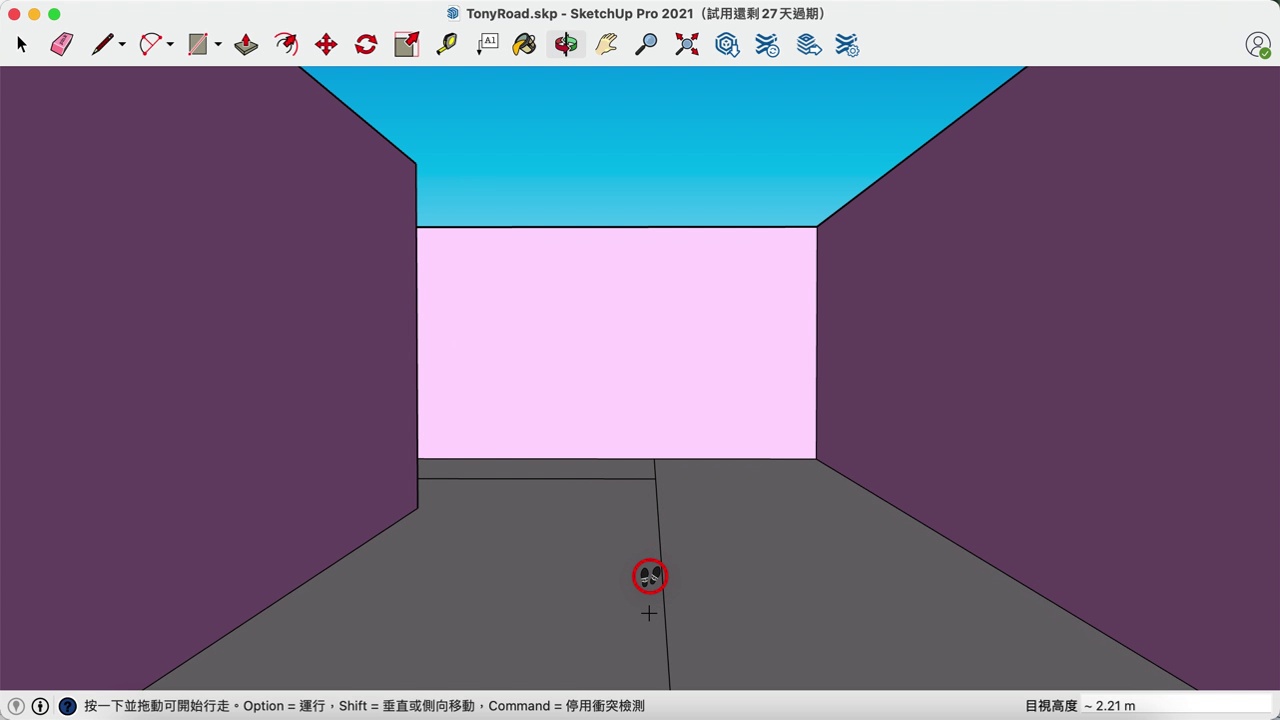 TonyRoad.skp - SketchUp Pro 2021（試用還剩 27 天過期）
A1
按一下並拖動可開始行走。Option = 運行，Shift = 垂直或側向移動，Command = 停用衝突檢測
目視高度 ~ 2.21 m